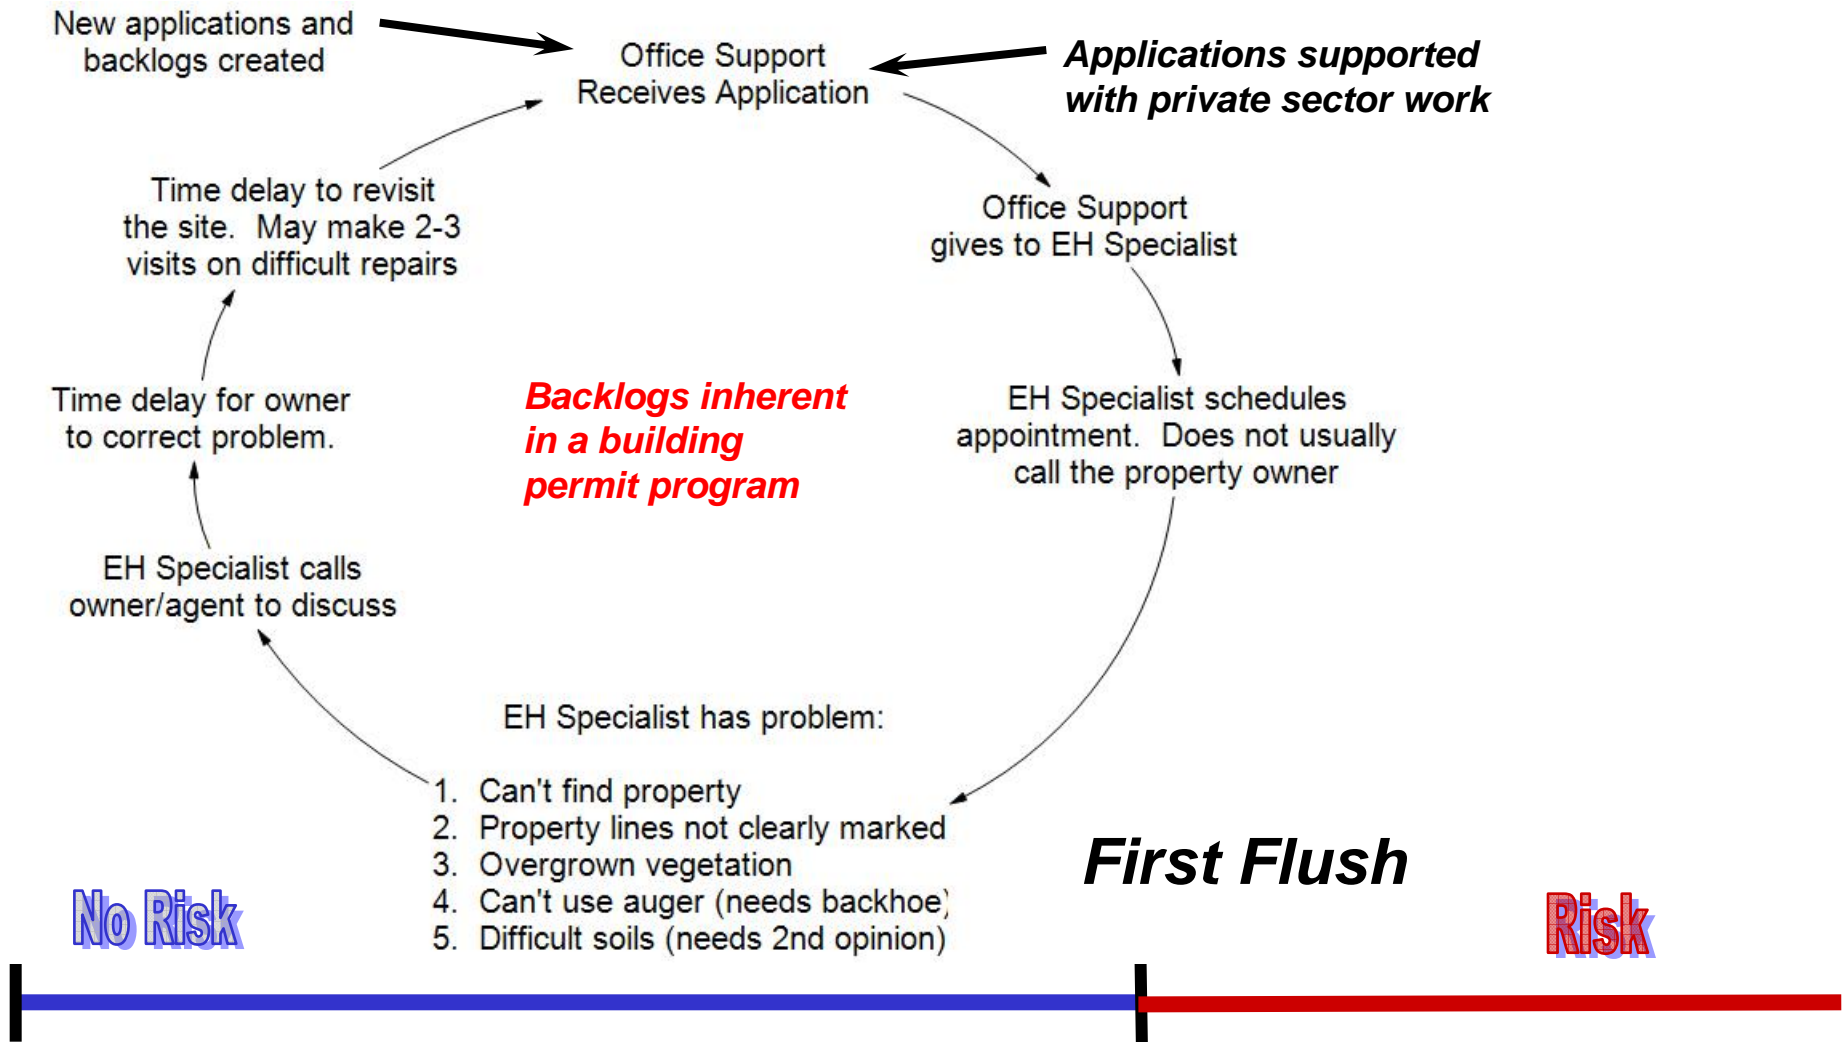 New applications and
backlogs created
Office Support
Receives Application
Applications supported
with private sector work
Office Support
gives to EH Specialist
EH Specialist schedules
appointment.  Does not usually
call the property owner
EH Specialist has problem:
1.  Can't find property
2.  Property lines not clearly marked
3.  Overgrown vegetation
4.  Can't use auger (needs backhoe)
5.  Difficult soils (needs 2nd opinion)
EH Specialist calls
owner/agent to discuss
Time delay for owner
to correct problem.
Time delay to revisit
the site.  May make 2-3
visits on difficult repairs
Backlogs inherent
in a building
permit program
First Flush
No Risk
Risk